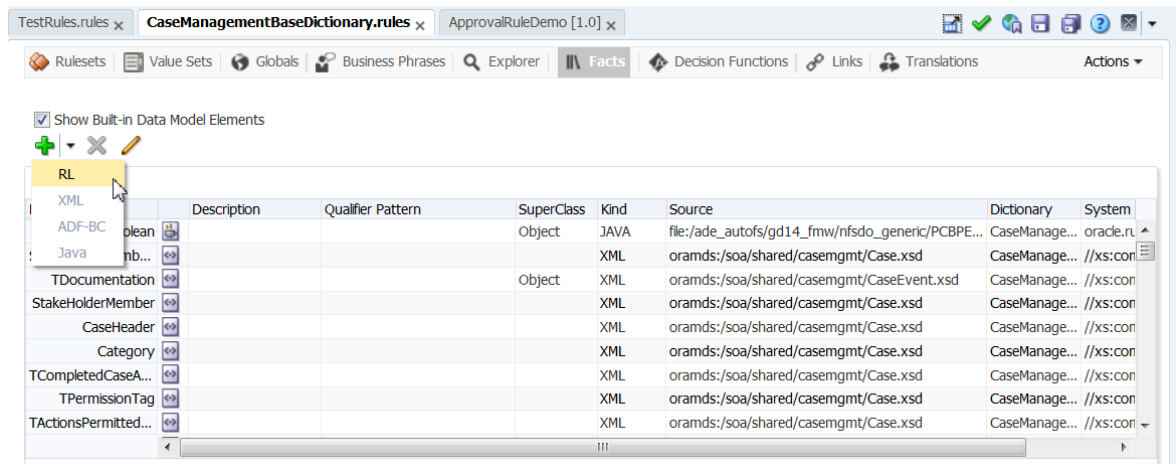 TestRules.rules x CaseManagementBaseDictionary.rules x ApprovalRuleDemo [1.0] x
Rulesets Value Sets Globals Business Phrases Explorer Facts Decision Functions Links Translations Actions
Show Built-in Data Model Elements
RL
XML
ADF-BC
Java
Description Qualifier Pattern SuperClass Kind Source Dictionary System
olean Object JAVA file:/ade_autofs/gd14_fmw/nfsdo_generic/PCBPE... CaseManage... oracle.ru
mb... XML oramds:/soa/shared/casemgmt/Case.xsd CaseManage... //xs:con
TDocumentation Object XML oramds:/soa/shared/casemgmt/CaseEvent.xsd CaseManage... //xs:con
StakeHolderMember XML oramds:/soa/shared/casemgmt/Case.xsd CaseManage... //xs:con
CaseHeader XML oramds:/soa/shared/casemgmt/Case.xsd CaseManage... //xs:con
Category XML oramds:/soa/shared/casemgmt/Case.xsd CaseManage... //xs:con
TCompletedCaseA... XML oramds:/soa/shared/casemgmt/Case.xsd CaseManage... //xs:con
TPermissionTag XML oramds:/soa/shared/casemgmt/Case.xsd CaseManage... //xs:con
TActionsPermitted... XML oramds:/soa/shared/casemgmt/Case.xsd CaseManage... //xs:con